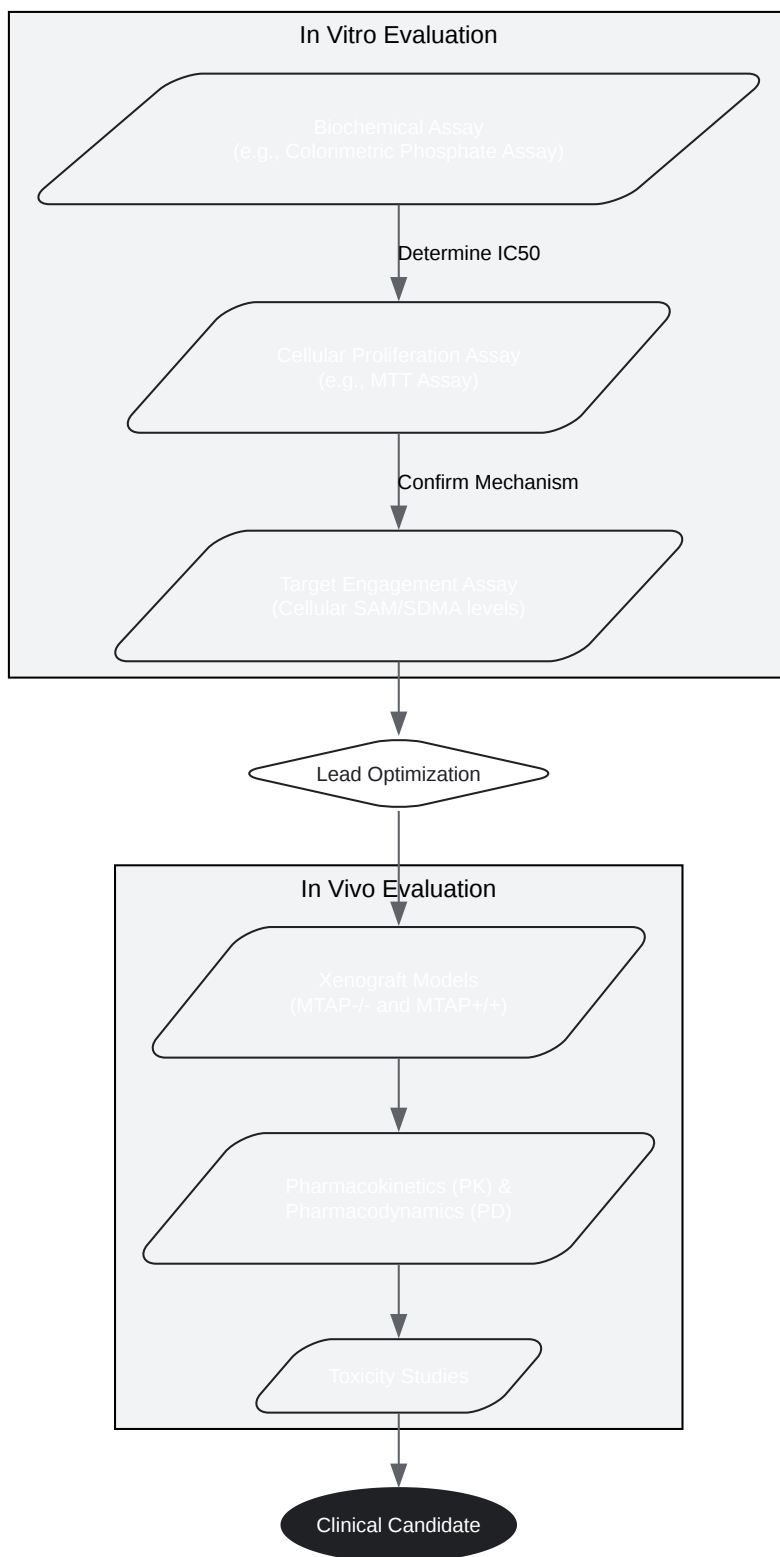 In Vitro Evaluation
Biochemical Assay
(e.g., Colorimetric Phosphate Assay)
Determine IC50
Cellular Proliferation Assay
(e.g., MTT Assay)
Confirm Mechanism
Target Engagement Assay
(Cellular SAM/SDMA levels)
Lead Optimization
In Vivo Evaluation
Xenograft Models
(MTAP-/- and MTAP+/+)
Pharmacokinetics (PK) &
Pharmacodynamics (PD)
Toxicity Studies
Clinical Candidate